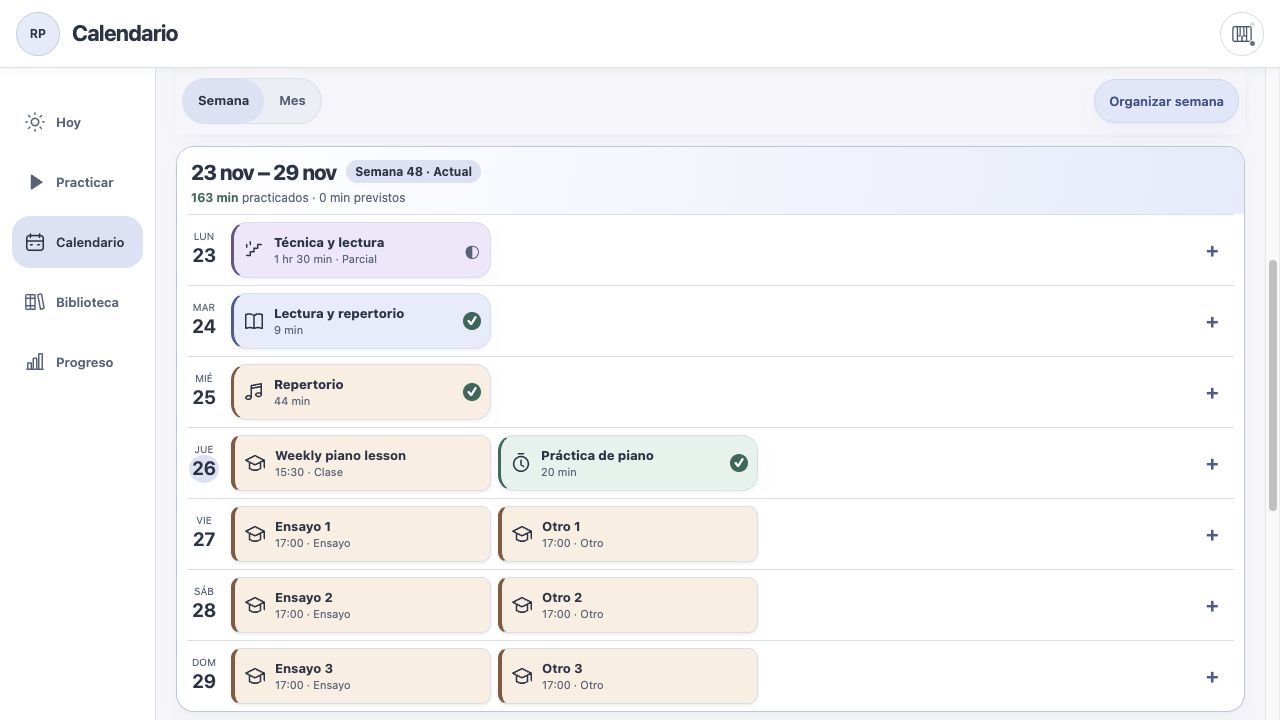 RP
Calendario
Hoy
Practicar
Calendario
Biblioteca
Progreso
Semana
Mes
Organizar semana
23 nov – 29 nov
Semana 48 · Actual
163 min practicados · 0 min previstos
LUN
23
Técnica y lectura
1 hr 30 min · Parcial
+
MAR
24
Lectura y repertorio
9 min
+
MIÉ
25
Repertorio
44 min
+
JUE
26
Weekly piano lesson
15:30 · Clase
Práctica de piano
20 min
+
VIE
27
Ensayo 1
17:00 · Ensayo
Otro 1
17:00 · Otro
+
SÁB
28
Ensayo 2
17:00 · Ensayo
Otro 2
17:00 · Otro
+
DOM
29
Ensayo 3
17:00 · Ensayo
Otro 3
17:00 · Otro
+